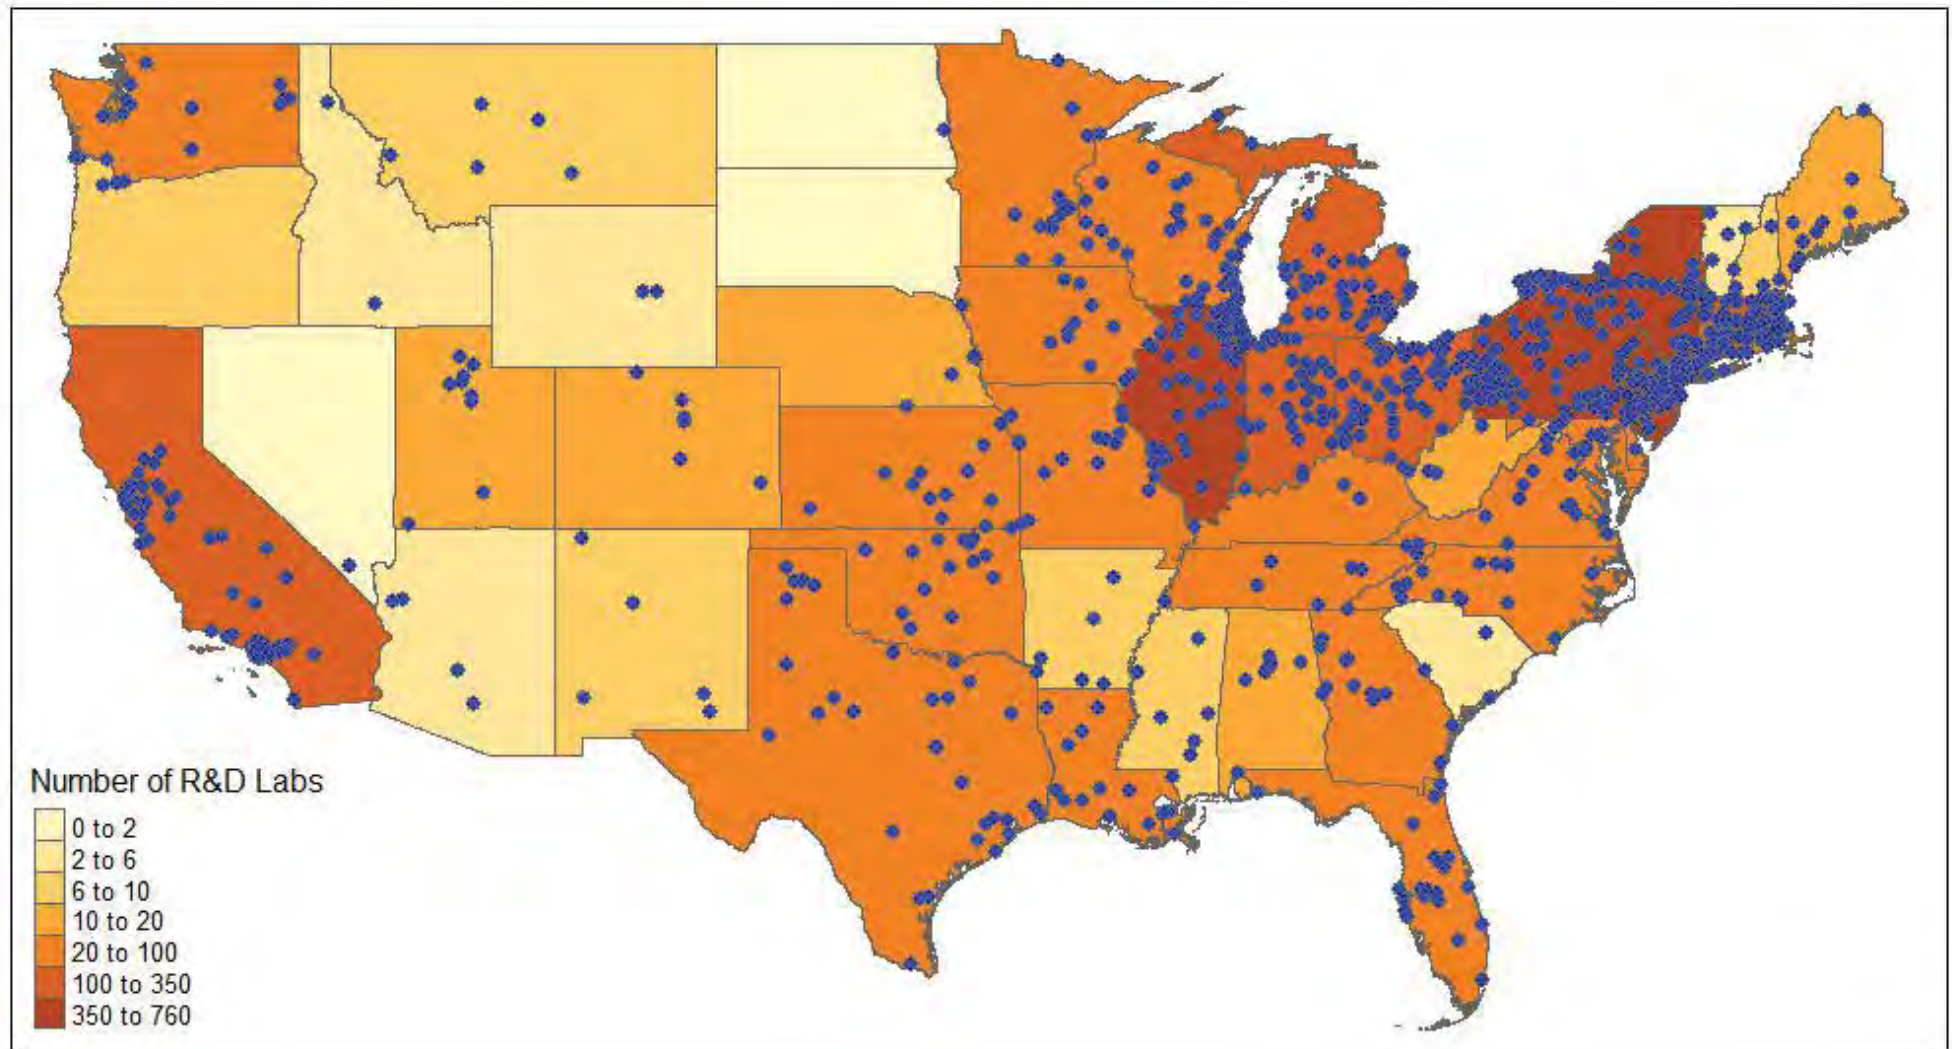 Number of R&D Labs
0 to 2
2 to 6
6 to 10
10 to 20
20 to 100
100 to 350
350 to 760